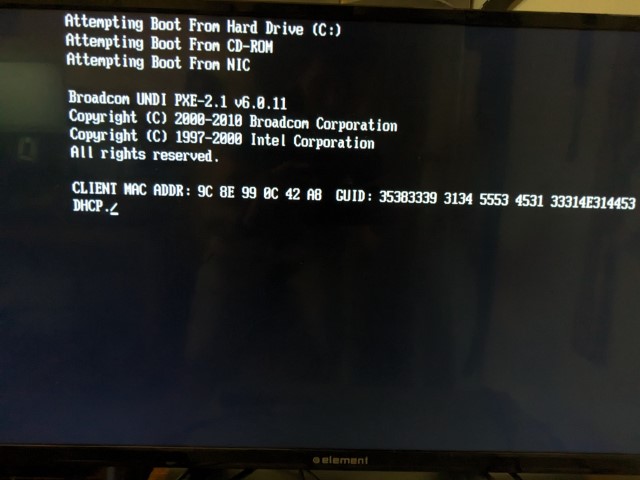 Attempting Boot From Hard Drive (C:)
Attempting Boot From CD-ROM
Attempting Boot From NIC
Broadcom UNDI PXE-2.1 v6.0.11
Copyright (C) 2000-2010 Broadcom Corporation
Copyright (C) 1997-2000 Intel Corporation
All rights reserved.
CLIENT MAC ADDR: 9C 8E 99 0C 42 A8  GUID: 35383339 3134 5553 4531 33314E314453
DHCP./
element